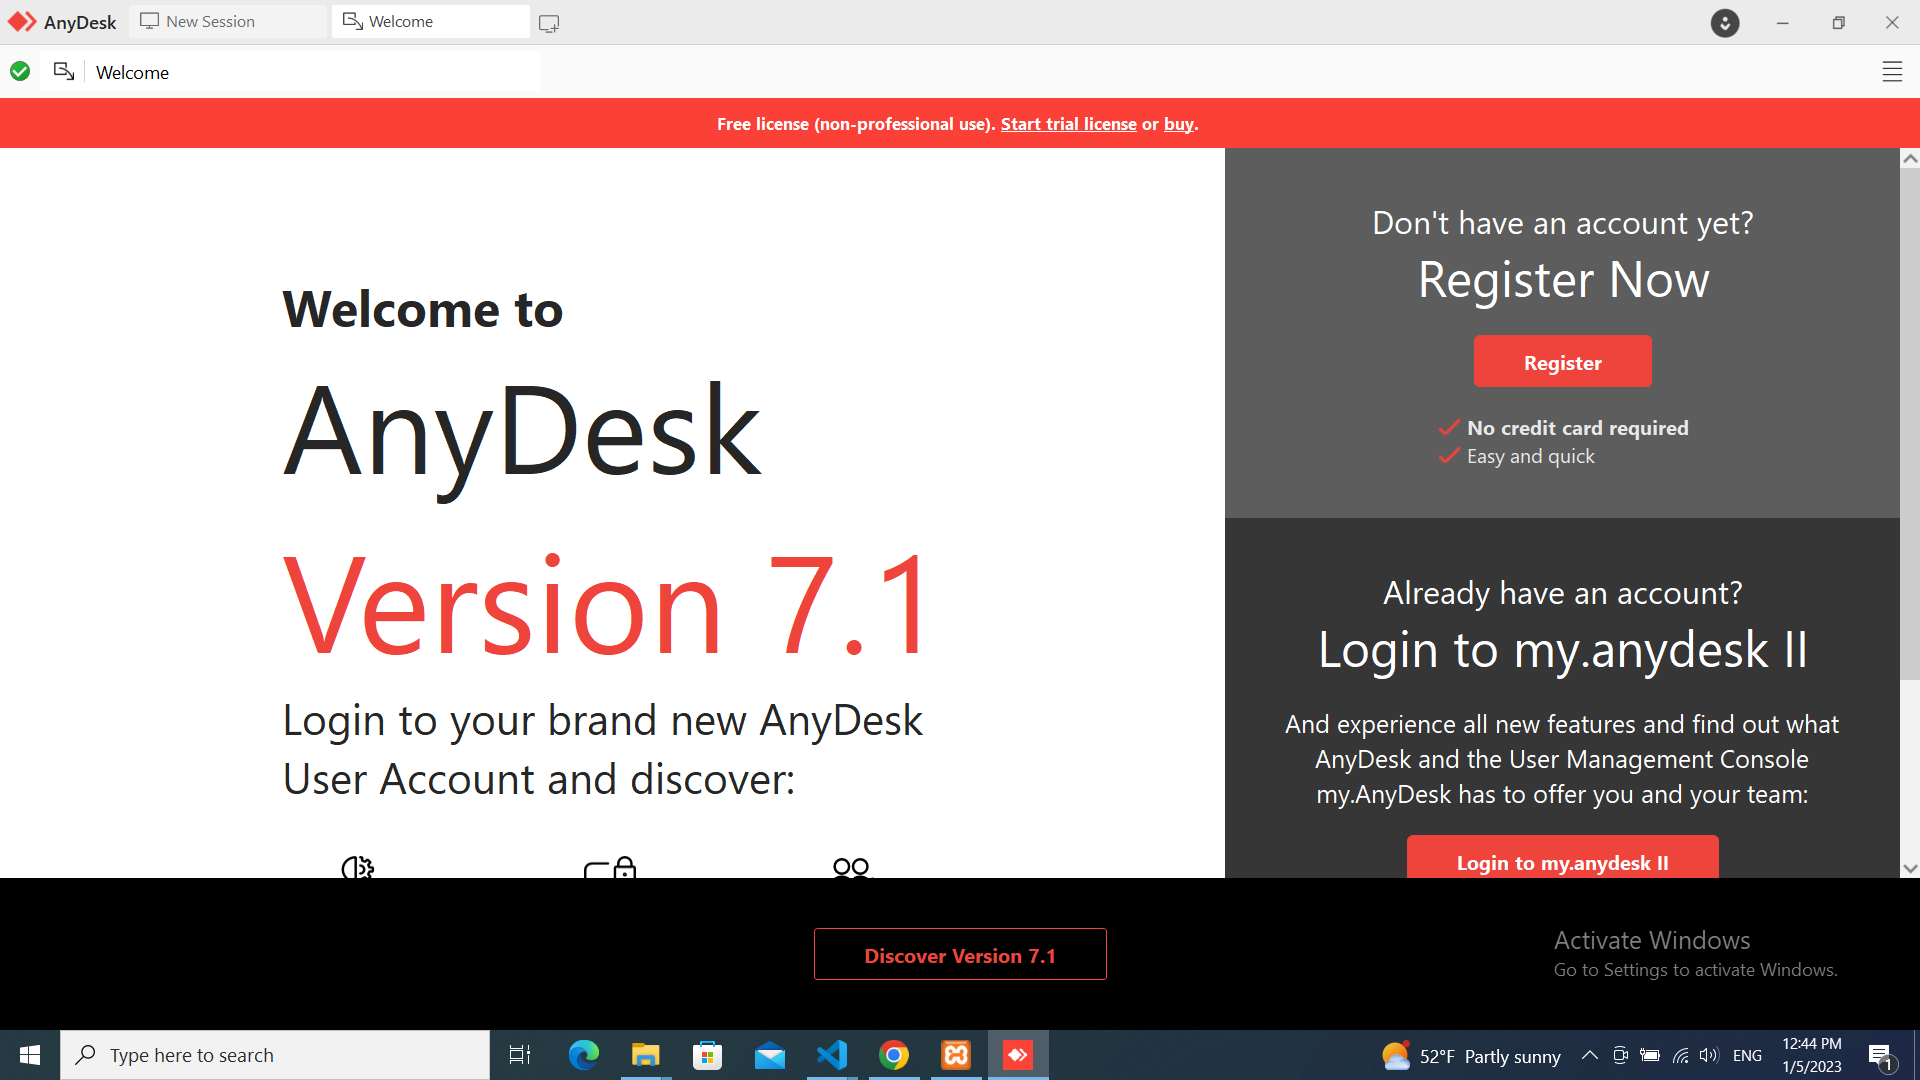 AnyDesk
New Session
Welcome
Welcome
Free license (non-professional use). Start trial license or buy.
Welcome to
AnyDesk
Version 7.1
Login to your brand new AnyDesk
User Account and discover:
Don't have an account yet?
Register Now
Register
No credit card required
Easy and quick
Already have an account?
Login to my.anydesk II
And experience all new features and find out what
AnyDesk and the User Management Console
my.AnyDesk has to offer you and your team:
Login to my.anydesk II
Discover Version 7.1
Activate Windows
Go to Settings to activate Windows.
Type here to search
52°F Partly sunny
ENG
12:44 PM
1/5/2023
1